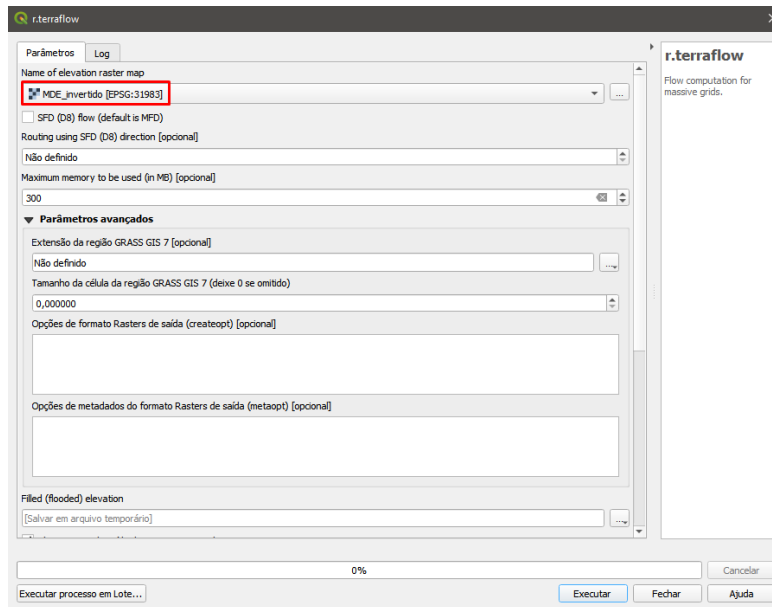 r.terraflow
Parâmetros
Log
Name of elevation raster map
MDE_invertido [EPSG:31983]
...
SFD (D8) flow (default is MFD)
Routing using SFD (D8) direction [opcional]
Não definido
Maximum memory to be used (in MB) [opcional]
300
Parâmetros avançados
Extensão da região GRASS GIS 7 [opcional]
Não definido
...
Tamanho da célula da região GRASS GIS 7 (deixe 0 se omitido)
0,000000
Opções de formato Rasters de saída (createopt) [opcional]
Opções de metadados do formato Rasters de saída (metaopt) [opcional]
Filled (flooded) elevation
[Salvar em arquivo temporário]
...
r.terraflow
Flow computation for
massive grids.
0%
Cancelar
Executar processo em Lote...
Executar
Fechar
Ajuda